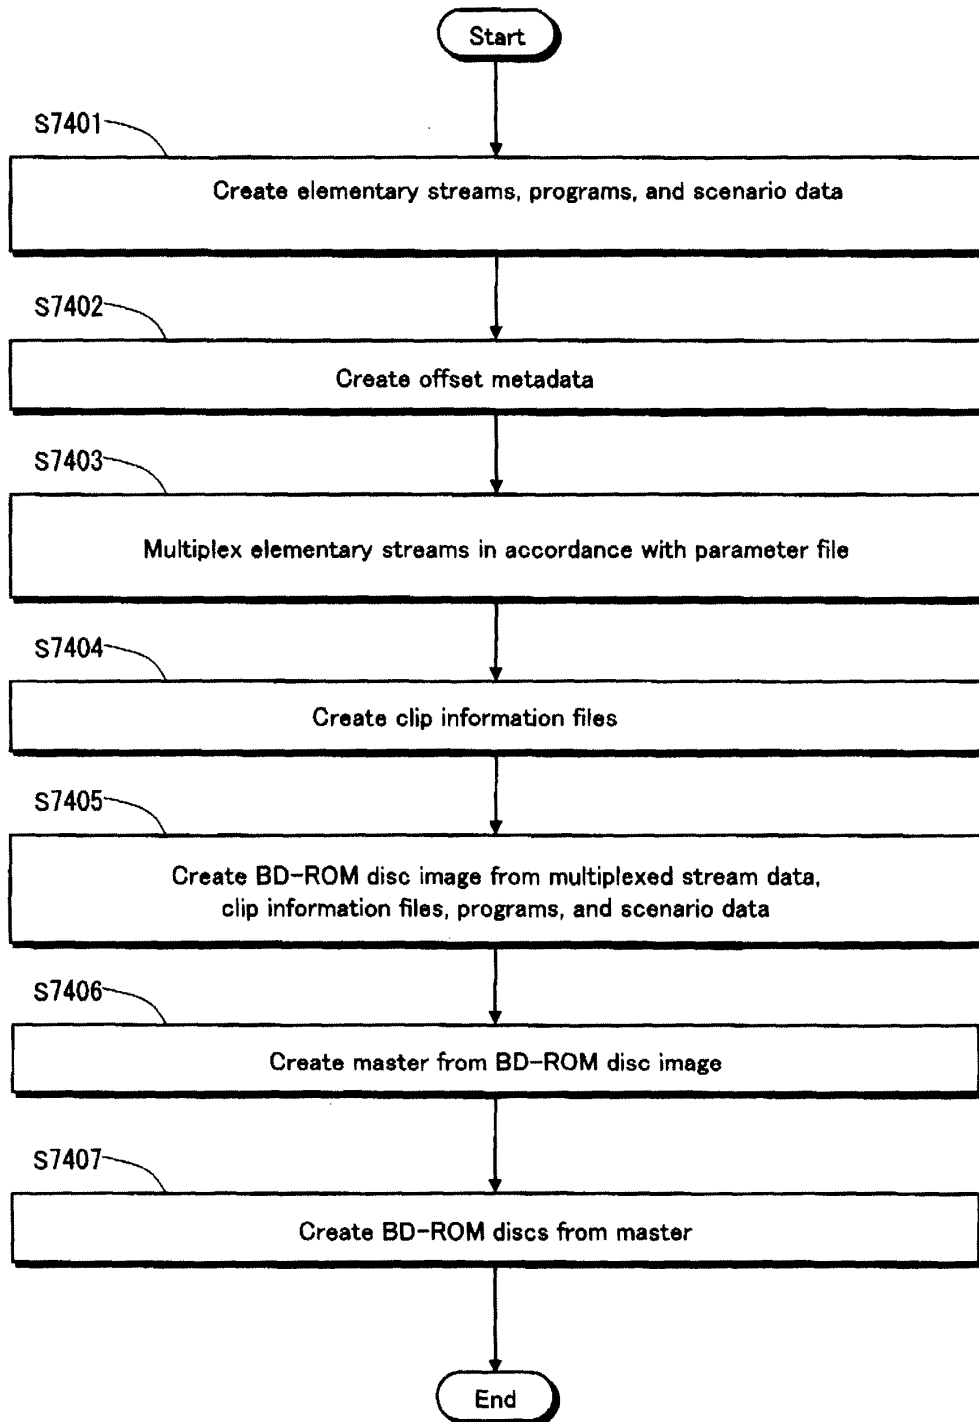 Start
S7401
Create elementary streams, programs, and scenario data
S7402
Create offset metadata
S7403
Multiplex elementary streams in accordance with parameter file
S7404
Create clip information files
S7405
Create BD-ROM disc image from multiplexed stream data,
clip information files, programs, and scenario data
S7406
Create master from BD-ROM disc image
S7407
Create BD-ROM discs from master
End